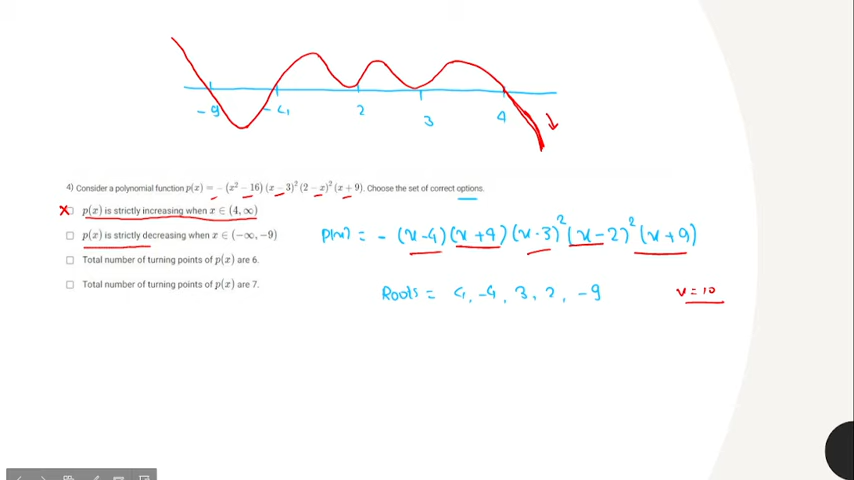 -9 -4 2 3 4
4) Consider a polynomial function p(x) = −(x² − 16)(x − 3)²(2 − x)²(x + 9). Choose the set of correct options.
p(x) is strictly increasing when x ∈ (4, ∞)
p(x) is strictly decreasing when x ∈ (−∞, −9)
Total number of turning points of p(x) are 6.
Total number of turning points of p(x) are 7.
p(x) = - (x-4)(x+4)(x-3)²(x-2)²(x+9)
Roots = 4, -4, 3, 2, -9
v = 10